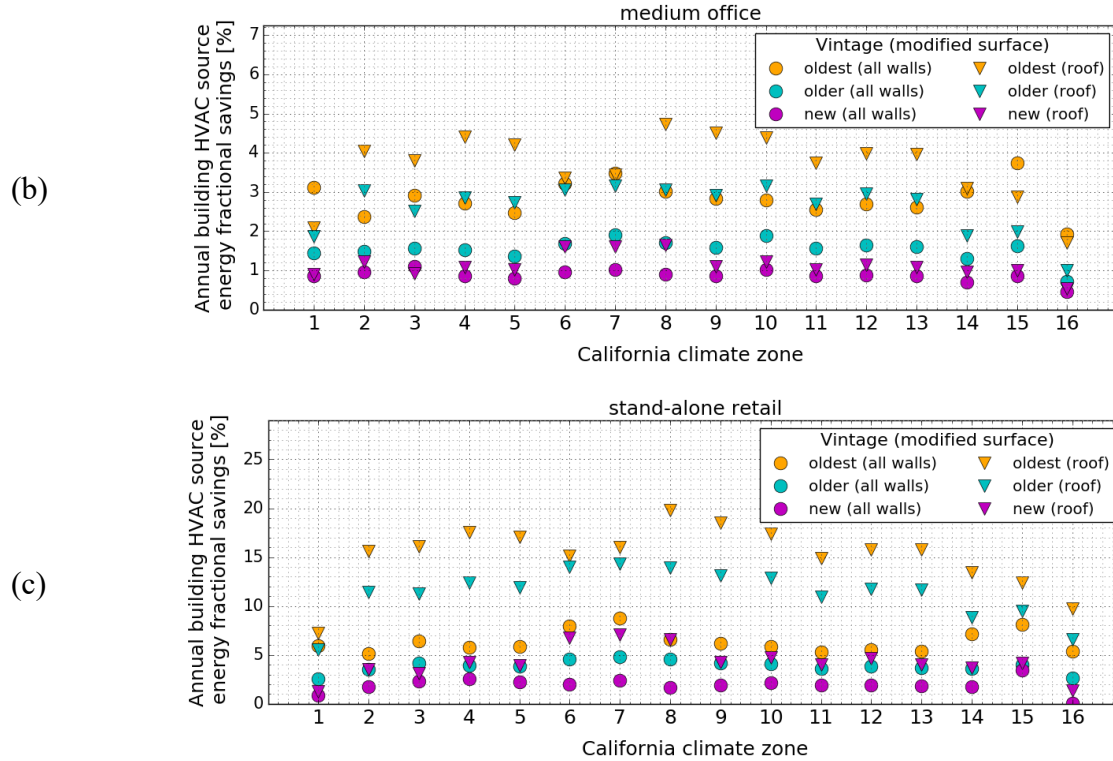 (b)
medium office
Annual building HVAC source
energy fractional savings [%]
7
6
5
4
3
2
1
0
Vintage (modified surface)
oldest (all walls) oldest (roof)
older (all walls) older (roof)
new (all walls) new (roof)
1 2 3 4 5 6 7 8 9 10 11 12 13 14 15 16
California climate zone
(c)
stand-alone retail
Annual building HVAC source
energy fractional savings [%]
25
20
15
10
5
0
Vintage (modified surface)
oldest (all walls) oldest (roof)
older (all walls) older (roof)
new (all walls) new (roof)
1 2 3 4 5 6 7 8 9 10 11 12 13 14 15 16
California climate zone